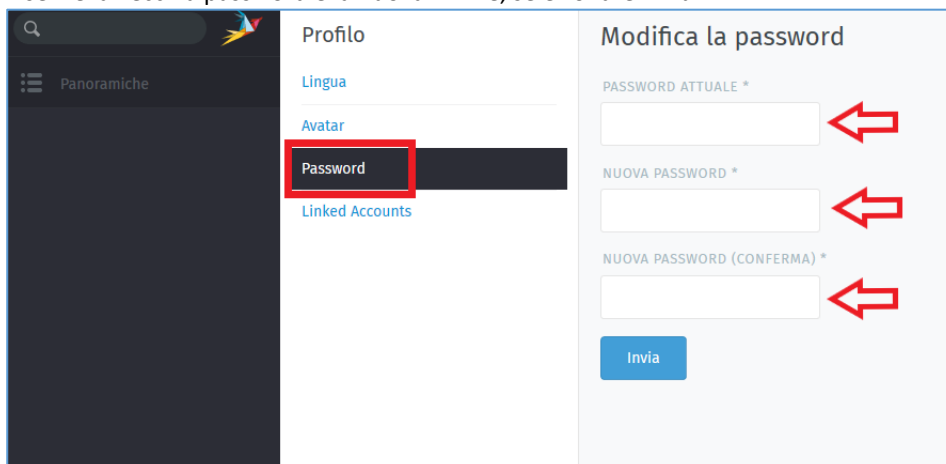 Profilo
Modifica la password
Panoramiche
Lingua
PASSWORD ATTUALE *
Avatar
Password
NUOVA PASSWORD *
Linked Accounts
NUOVA PASSWORD (CONFERMA) *
Invia